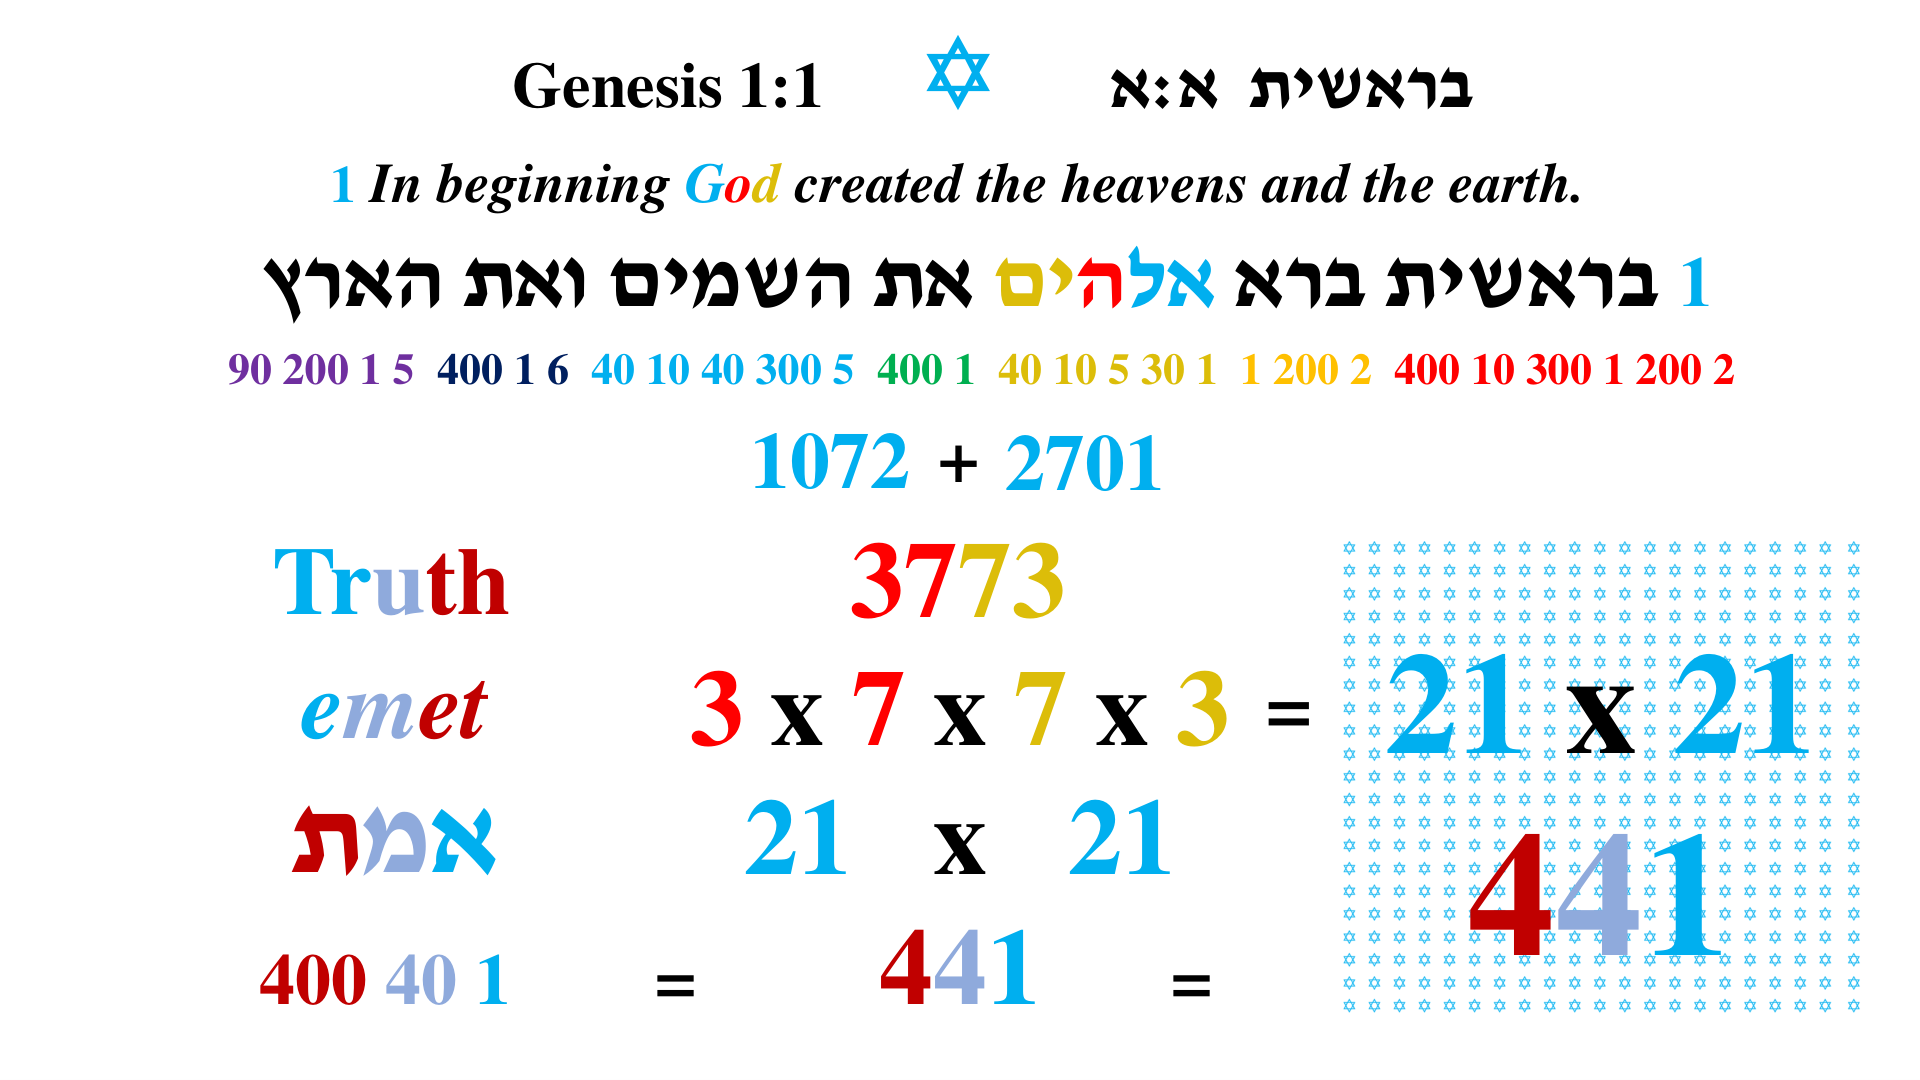 Genesis 1:1 ✡ בראשית א:א
1 In beginning God created the heavens and the earth.
1 בראשית ברא אלהים את השמים ואת הארץ
90 200 1 5 400 1 6 40 10 40 300 5 400 1 40 10 5 30 1 1 200 2 400 10 300 1 200 2
1072 + 2701
Truth 3773
emet 3 x 7 x 7 x 3 = 21 x 21
אמת 21 x 21
400 40 1 = 441 = 441